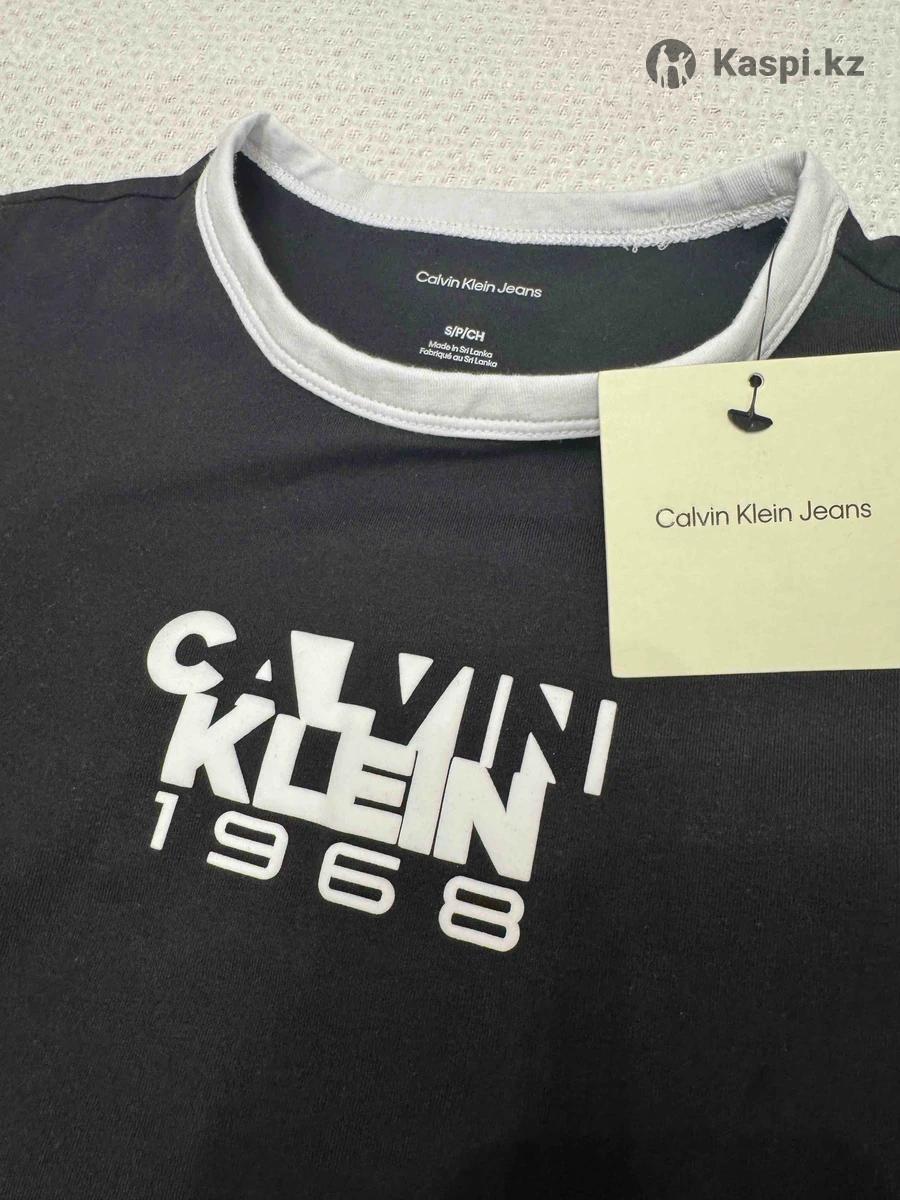 Kaspi.kz
Calvin Klein Jeans
S/P/CH
Made in Sri Lanka
Fabriqué au Sri Lanka
Calvin Klein Jeans
CALVIN
KLEIN
1968